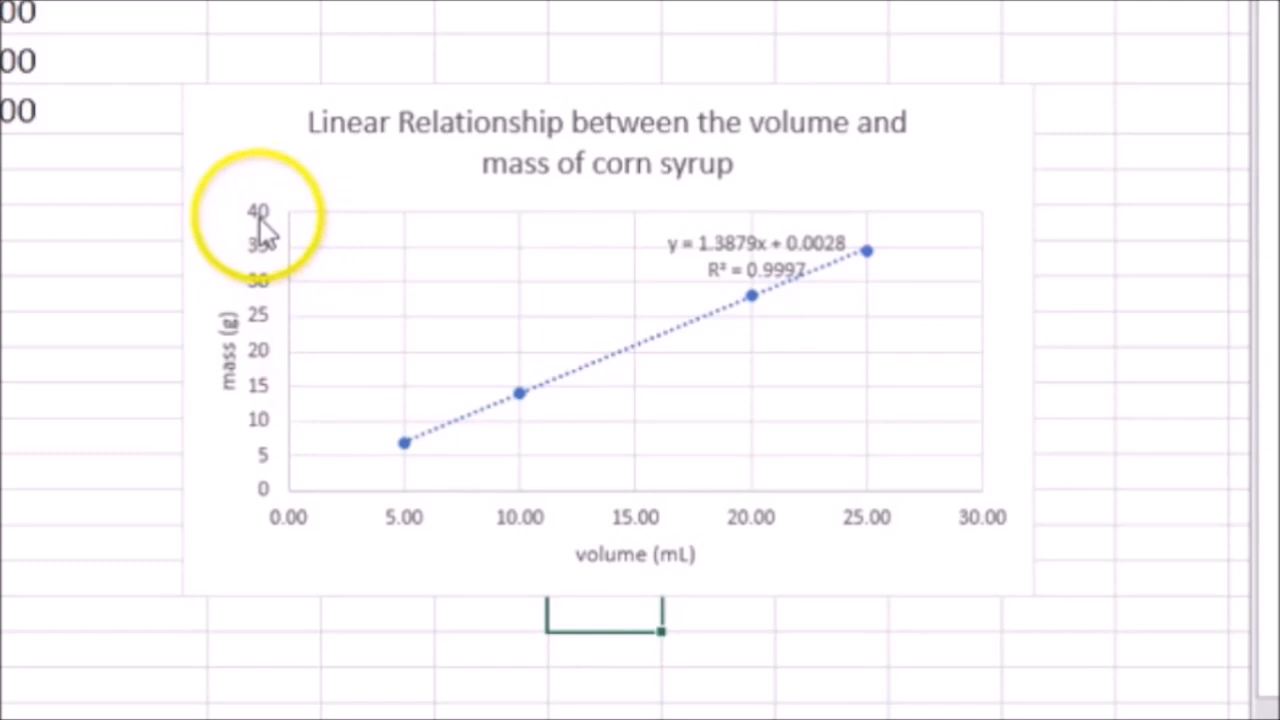 00
00
00
Linear Relationship between the volume and
mass of corn syrup
40
35
30
25
20
15
10
5
0
mass (g)
y = 1.3879x + 0.0028
R² = 0.9997
0.00 5.00 10.00 15.00 20.00 25.00 30.00
volume (mL)